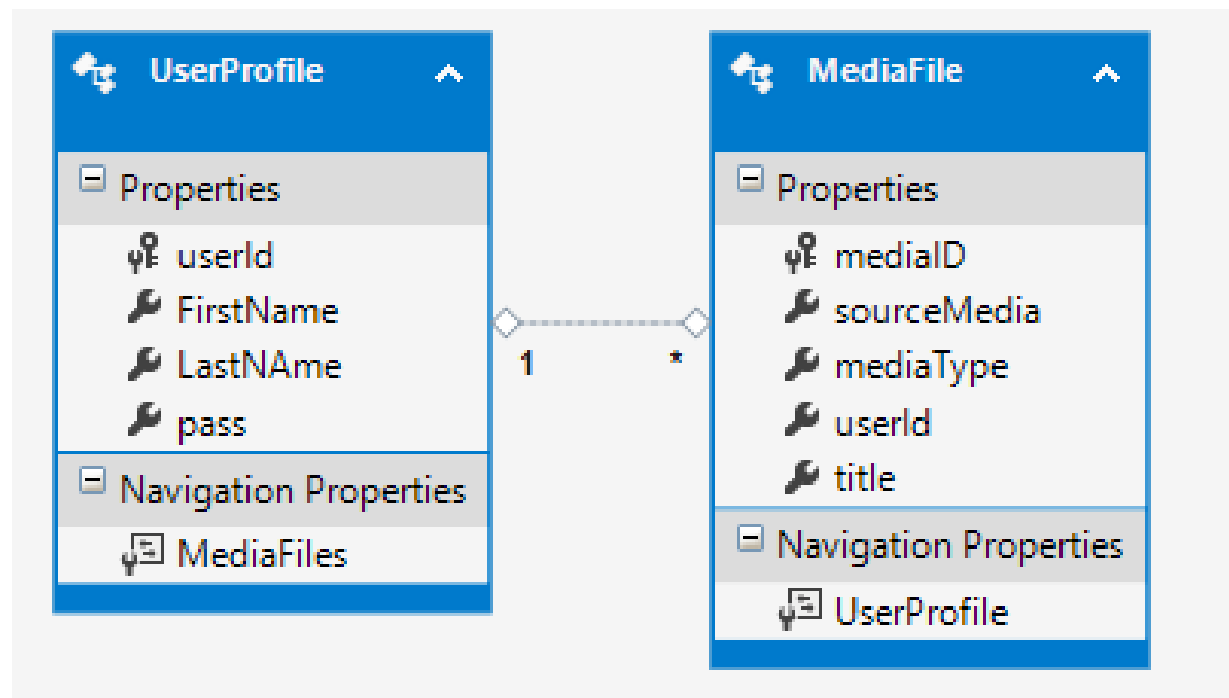 UserProfile
Properties
userId
FirstName
LastNAme
pass
Navigation Properties
MediaFiles
1
*
MediaFile
Properties
mediaID
sourceMedia
mediaType
userId
title
Navigation Properties
UserProfile